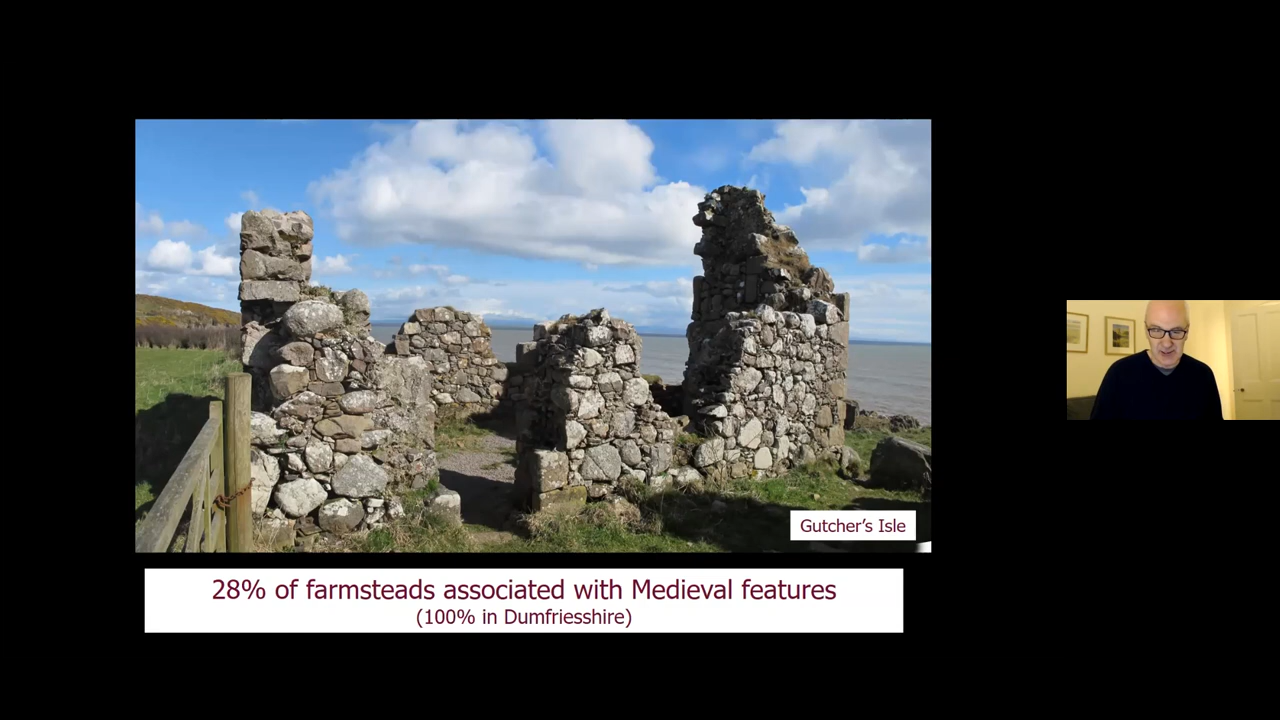 Gutcher's Isle
28% of farmsteads associated with Medieval features
(100% in Dumfriesshire)